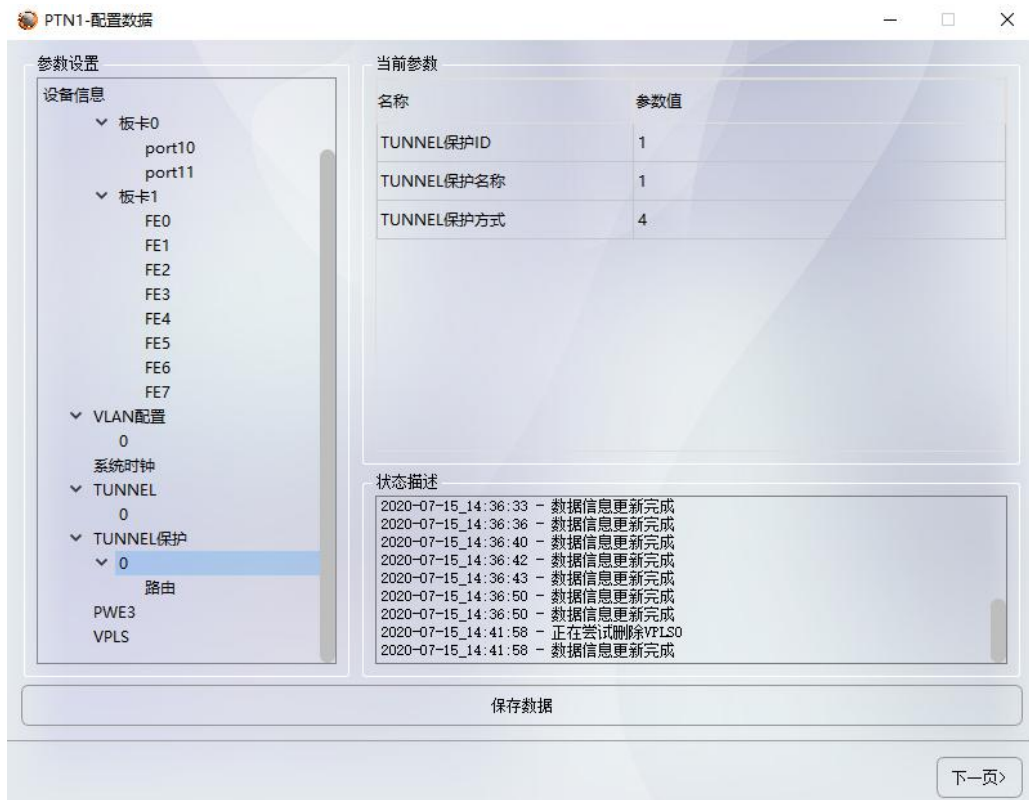 PTN1-配置数据
参数设置
设备信息
板卡0
port10
port11
板卡1
FE0
FE1
FE2
FE3
FE4
FE5
FE6
FE7
VLAN配置
0
系统时钟
TUNNEL
0
TUNNEL保护
0
路由
PWE3
VPLS
当前参数
名称 参数值
TUNNEL保护ID 1
TUNNEL保护名称 1
TUNNEL保护方式 4
状态描述
2020-07-15_14:36:33 - 数据信息更新完成
2020-07-15_14:36:36 - 数据信息更新完成
2020-07-15_14:36:40 - 数据信息更新完成
2020-07-15_14:36:42 - 数据信息更新完成
2020-07-15_14:36:43 - 数据信息更新完成
2020-07-15_14:36:50 - 数据信息更新完成
2020-07-15_14:36:50 - 数据信息更新完成
2020-07-15_14:41:58 - 正在尝试删除VPLS0
2020-07-15_14:41:58 - 数据信息更新完成
保存数据
下一页>